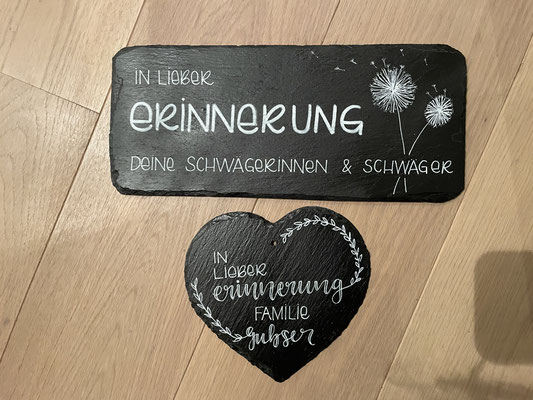 IN LIEBER
ERINNERUNG
DEINE SCHWÄGERINNEN & SCHWAGER
IN
LIEBER
erinnerung
FAMILIE
Gubser